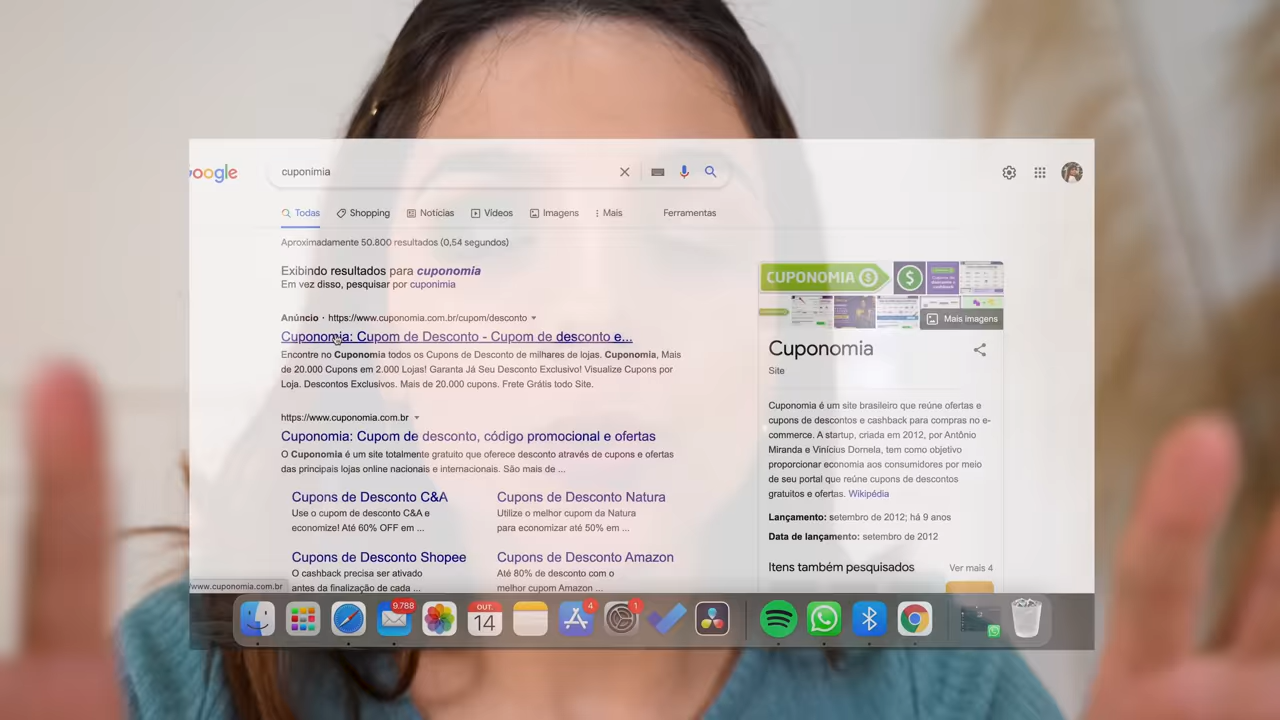 oogle
cuponimia
Todas
Shopping
Notícias
Vídeos
Imagens
Mais
Ferramentas
Aproximadamente 50.800 resultados (0,54 segundos)
Exibindo resultados para cuponomia
Em vez disso, pesquisar por cuponimia
Anúncio · https://www.cuponomia.com.br/cupom/desconto
Cuponomia: Cupom de Desconto - Cupom de desconto e...
Encontre no Cuponomia todos os Cupons de Desconto de milhares de lojas. Cuponomia, Mais
de 20.000 Cupons em 2.000 Lojas! Garanta Já Seu Desconto Exclusivo! Visualize Cupons por
Loja. Descontos Exclusivos. Mais de 20.000 cupons. Frete Grátis todo Site.
https://www.cuponomia.com.br
Cuponomia: Cupom de desconto, código promocional e ofertas
O Cuponomia é um site totalmente gratuito que oferece desconto através de cupons e ofertas
das principais lojas online nacionais e internacionais. São mais de ...
Cupons de Desconto C&A
Use o cupom de desconto C&A e
economize! Até 60% OFF em ...
Cupons de Desconto Natura
Utilize o melhor cupom da Natura
para economizar até 50% em ...
Cupons de Desconto Shopee
O cashback precisa ser ativado
antes da finalização de cada ...
Cupons de Desconto Amazon
Até 80% de desconto com o
melhor cupom Amazon ...
/www.cuponomia.com.br
CUPONOMIA
Mais imagens
Cuponomia
Site
Cuponomia é um site brasileiro que reúne ofertas e
cupons de descontos e cashback para compras no e-
commerce. A startup, criada em 2012, por Antônio
Miranda e Vinícius Dornela, tem como objetivo
proporcionar economia aos consumidores por meio
de seu portal que reúne cupons de descontos
gratuitos e ofertas. Wikipédia
Lançamento: setembro de 2012; há 9 anos
Data de lançamento: setembro de 2012
Itens também pesquisados
Ver mais 4
9.788
OUT.
14
4
1